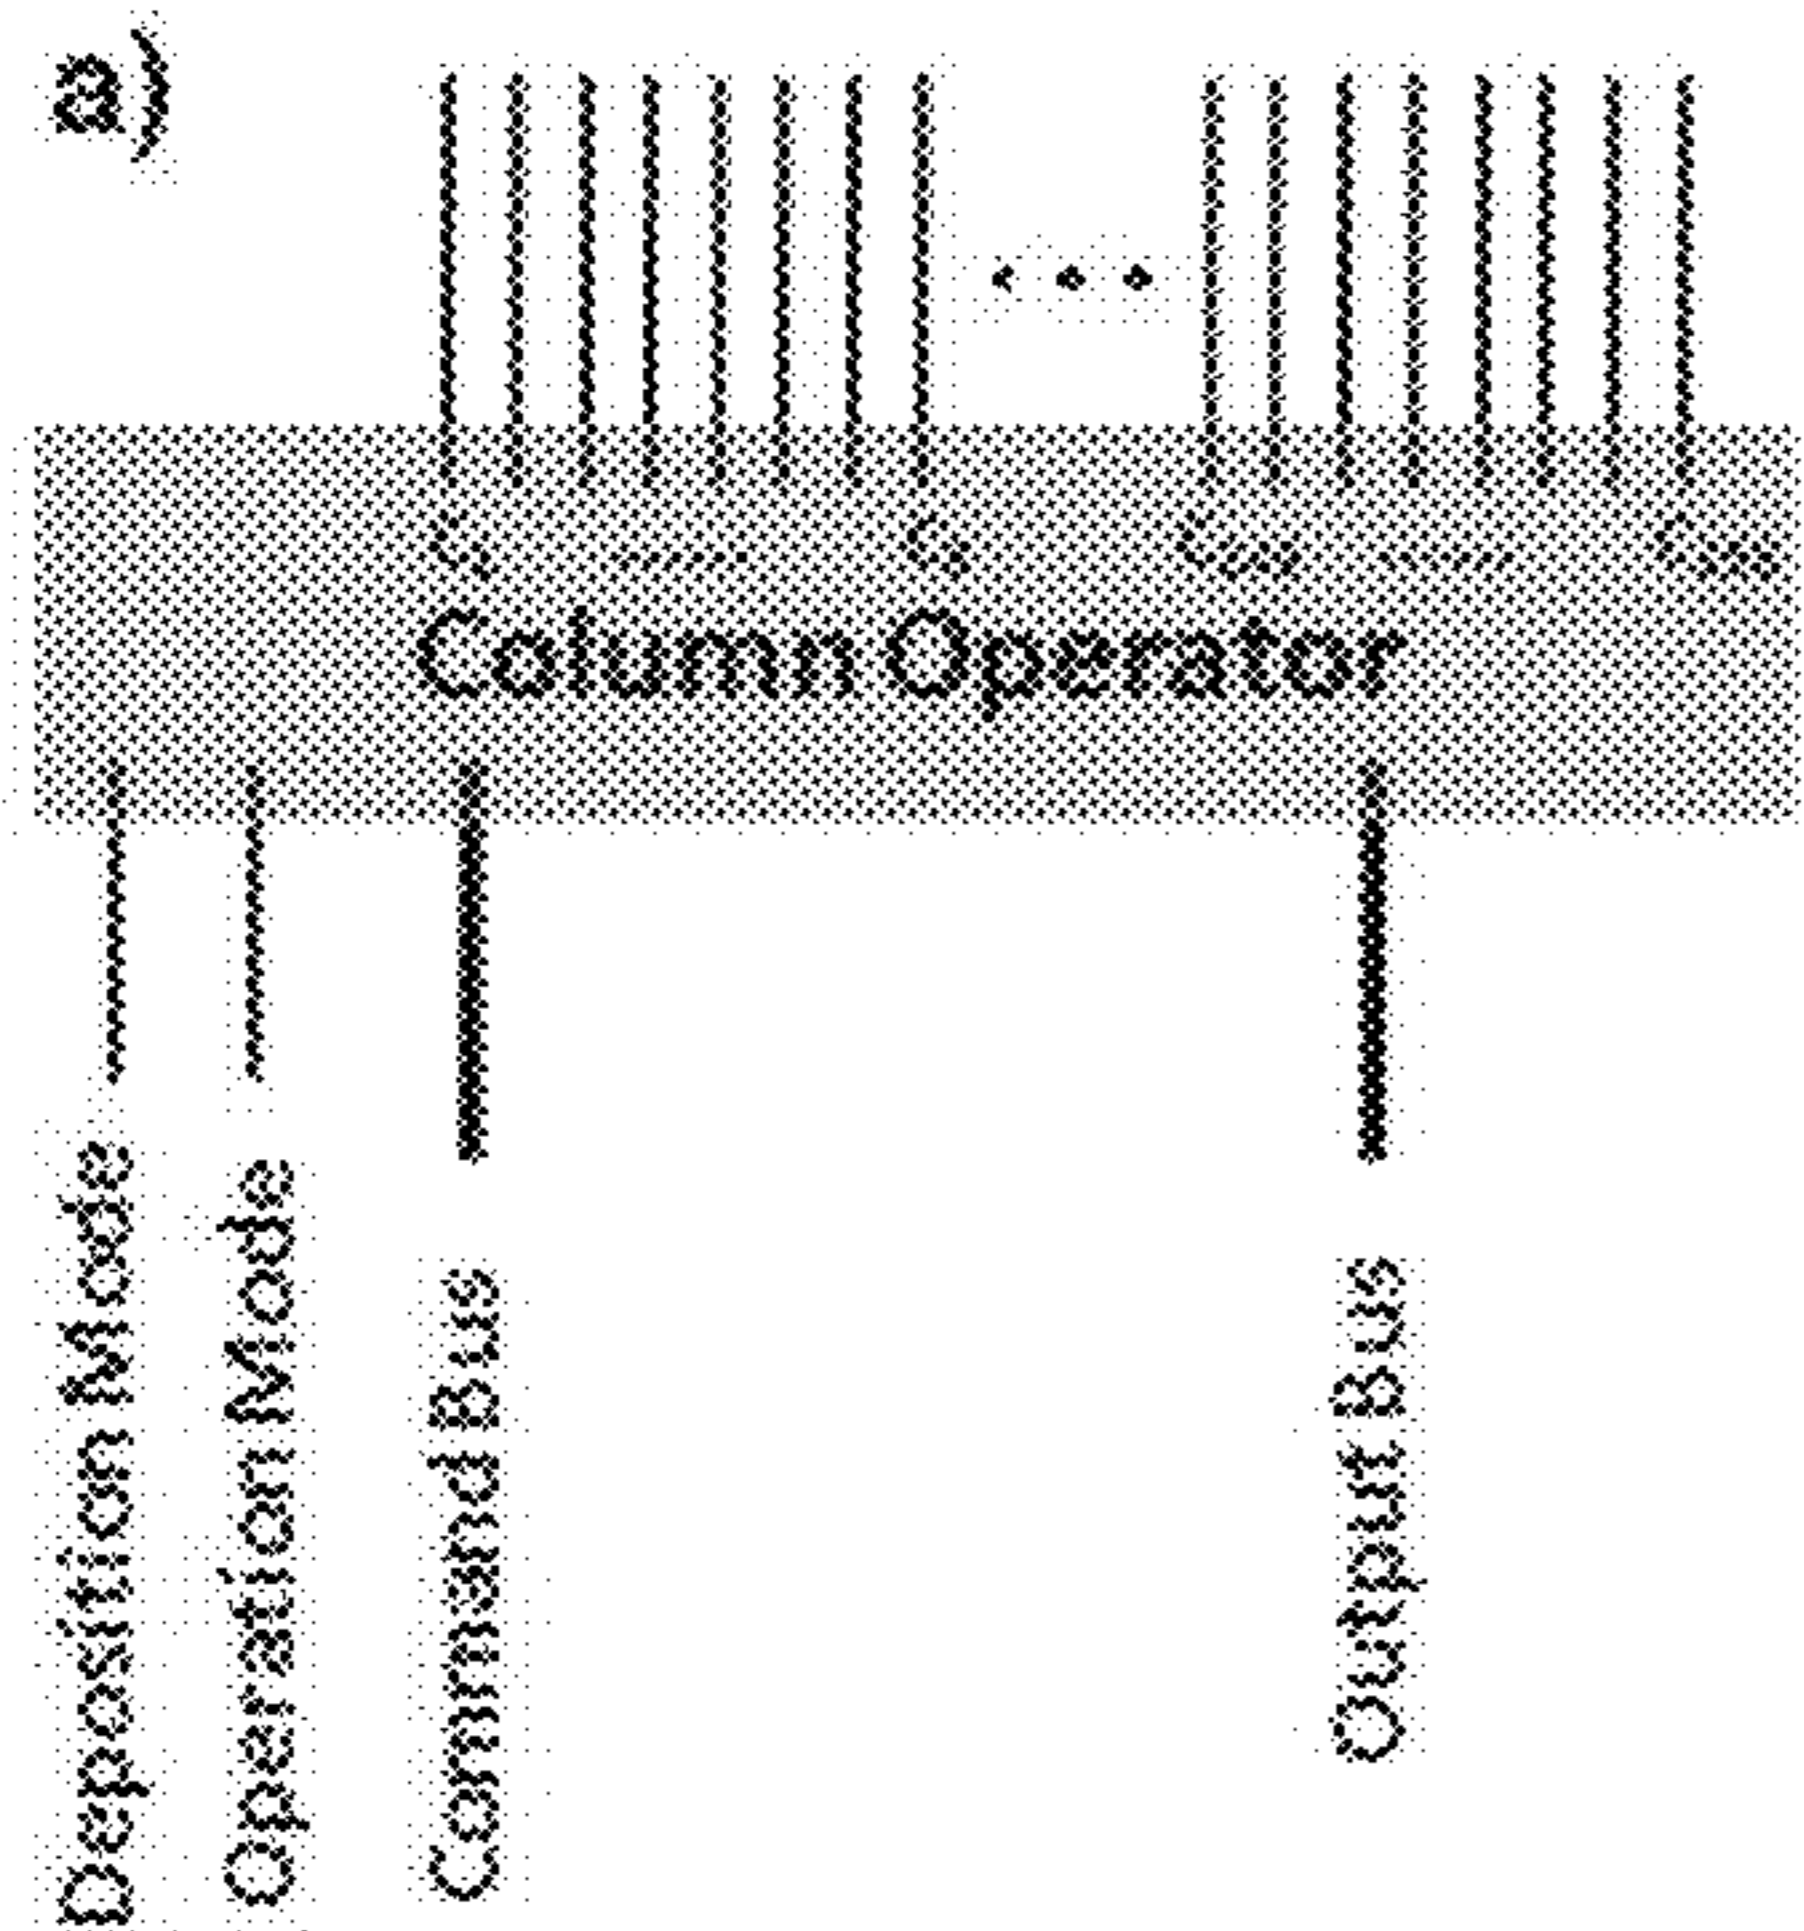 a)
Column Operator
Deposition Mode
Operation Mode
Command Bus
Output Bus